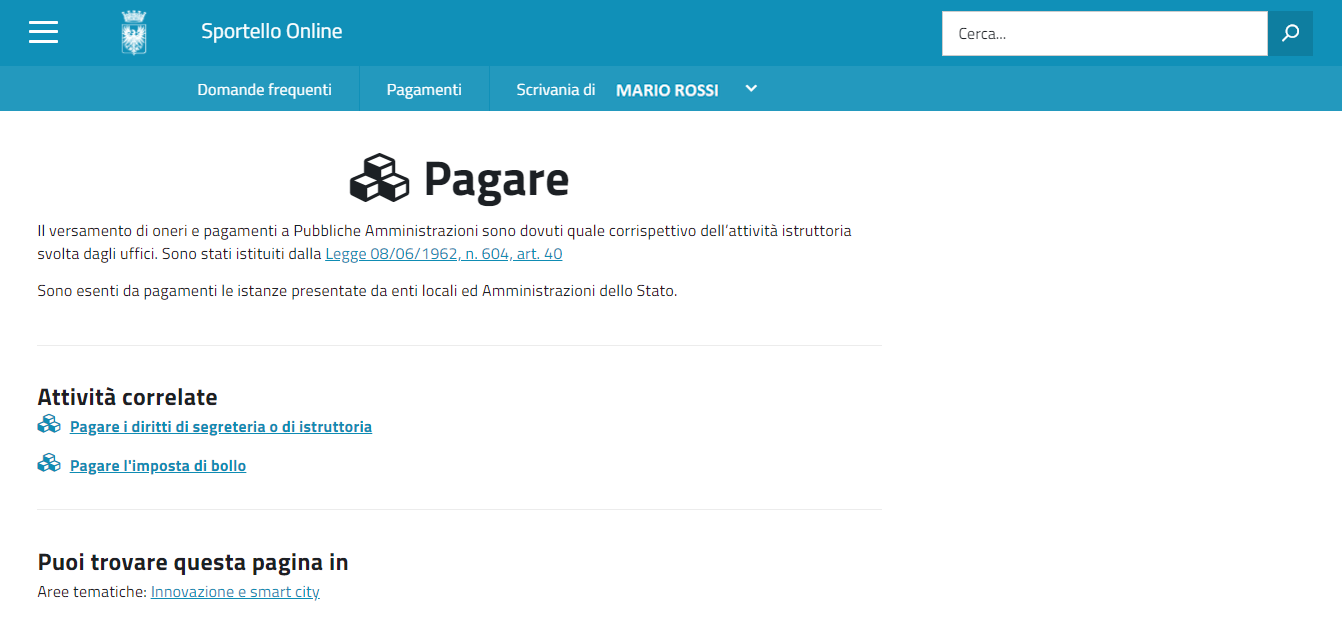 Sportello Online
Cerca...
Domande frequenti
Pagamenti
Scrivania di MARIO ROSSI
Pagare
Il versamento di oneri e pagamenti a Pubbliche Amministrazioni sono dovuti quale corrispettivo dell’attività istruttoria
svolta dagli uffici. Sono stati istituiti dalla Legge 08/06/1962, n. 604, art. 40
Sono esenti da pagamenti le istanze presentate da enti locali ed Amministrazioni dello Stato.
Attività correlate
Pagare i diritti di segreteria o di istruttoria
Pagare l'imposta di bollo
Puoi trovare questa pagina in
Aree tematiche: Innovazione e smart city